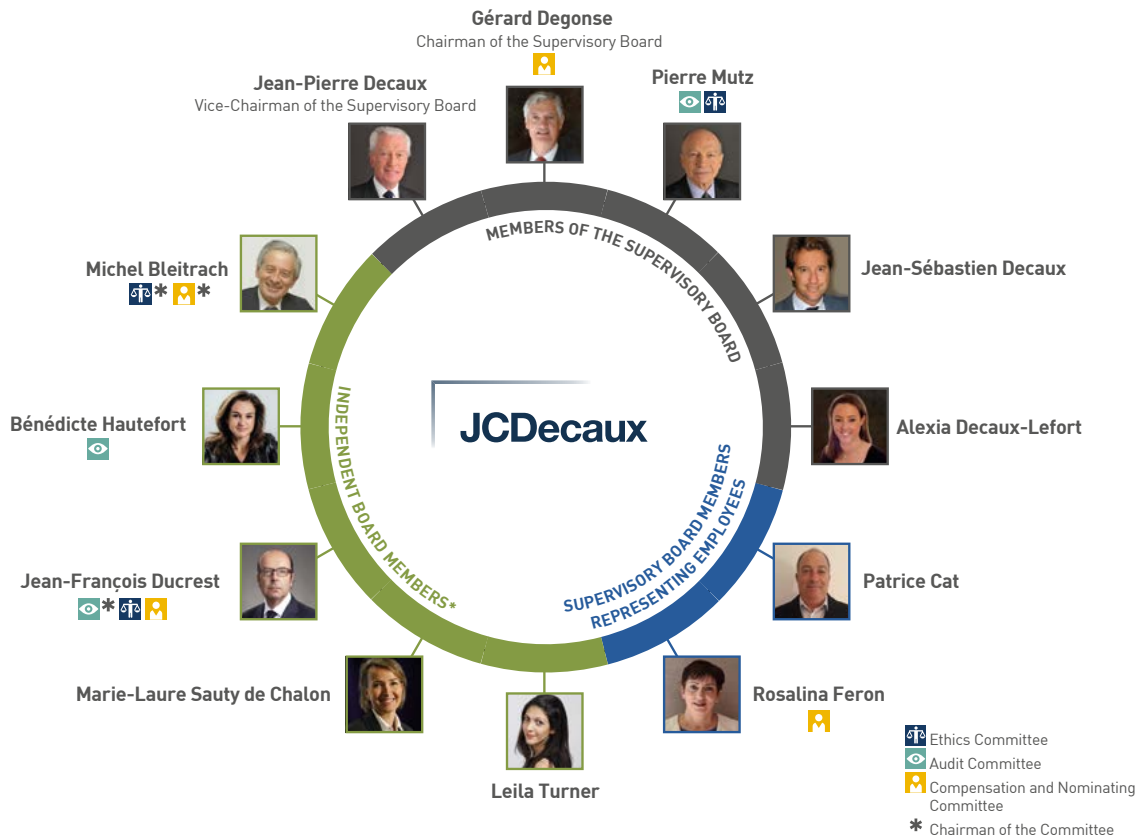 Gérard Degonse
Chairman of the Supervisory Board
Jean-Pierre Decaux
Vice-Chairman of the Supervisory Board
Pierre Mutz
MEMBERS OF THE SUPERVISORY BOARD
Michel Bleitrach
* *
Jean-Sébastien Decaux
Bénédicte Hautefort
INDEPENDENT BOARD MEMBERS*
JCDecaux
Alexia Decaux-Lefort
SUPERVISORY BOARD MEMBERS
REPRESENTING EMPLOYEES
Jean-François Ducrest
*
Patrice Cat
Marie-Laure Sauty de Chalon
Rosalina Feron
Leila Turner
Ethics Committee
Audit Committee
Compensation and Nominating
Committee
* Chairman of the Committee